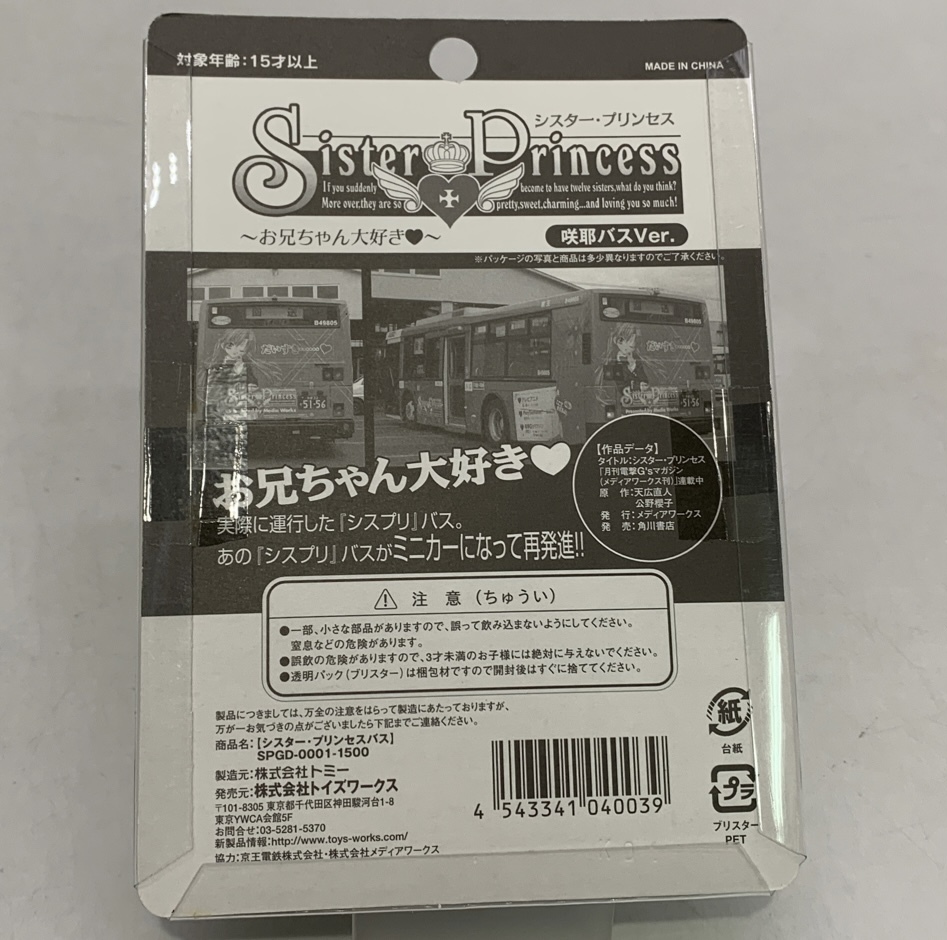 対象年齢：15才以上
MADE IN CHINA
シスター・プリンセス
Sister Princess
If you suddenly become to have twelve sisters,what do you think?
More over,they are so pretty,sweet,charming...and loving you so much!
～お兄ちゃん大好き♥～
咲耶バスVer.
※パッケージの写真と商品は多少異なりますのでご了承ください。
回送
B49805
Sister Princess
Presented by Media Works
51-56
B49805
Sister Princess
Presented by Media Works
51-56
お兄ちゃん大好き♥
実際に運行した『シスプリ』バス。
あの『シスプリ』バスがミニカーになって再発進!!
【作品データ】
タイトル：シスター・プリンセス
『月刊電撃G'sマガジン
（メディアワークス刊）』連載中
原　作：天広直人
公野櫻子
発　行：メディアワークス
発　売：角川書店
⚠ 注 意（ちゅうい）
●一部、小さな部品がありますので、誤って飲み込まないようにしてください。
窒息などの危険があります。
●誤飲の危険がありますので、3才未満のお子様には絶対に与えないでください。
●透明パック（ブリスター）は梱包材ですので開封後はすぐに捨ててください。
製品につきましては、万全の注意をはらって製造にあたっておりますが、
万が一お気づきの点がございましたら下記までご連絡ください。
商品名：【シスター・プリンセスバス】
SPGD-0001-1500
製造元：株式会社トミー
発売元：株式会社トイズワークス
〒101-8305 東京都千代田区神田駿河台1-8
東京YWCA会館5F
お問合せ：03-5281-5370
新製品情報：http://www.toys-works.com/
協力：京王電鉄株式会社・株式会社メディアワークス
4 543341 040039
紙
台紙
プラ
ブリスター
PET